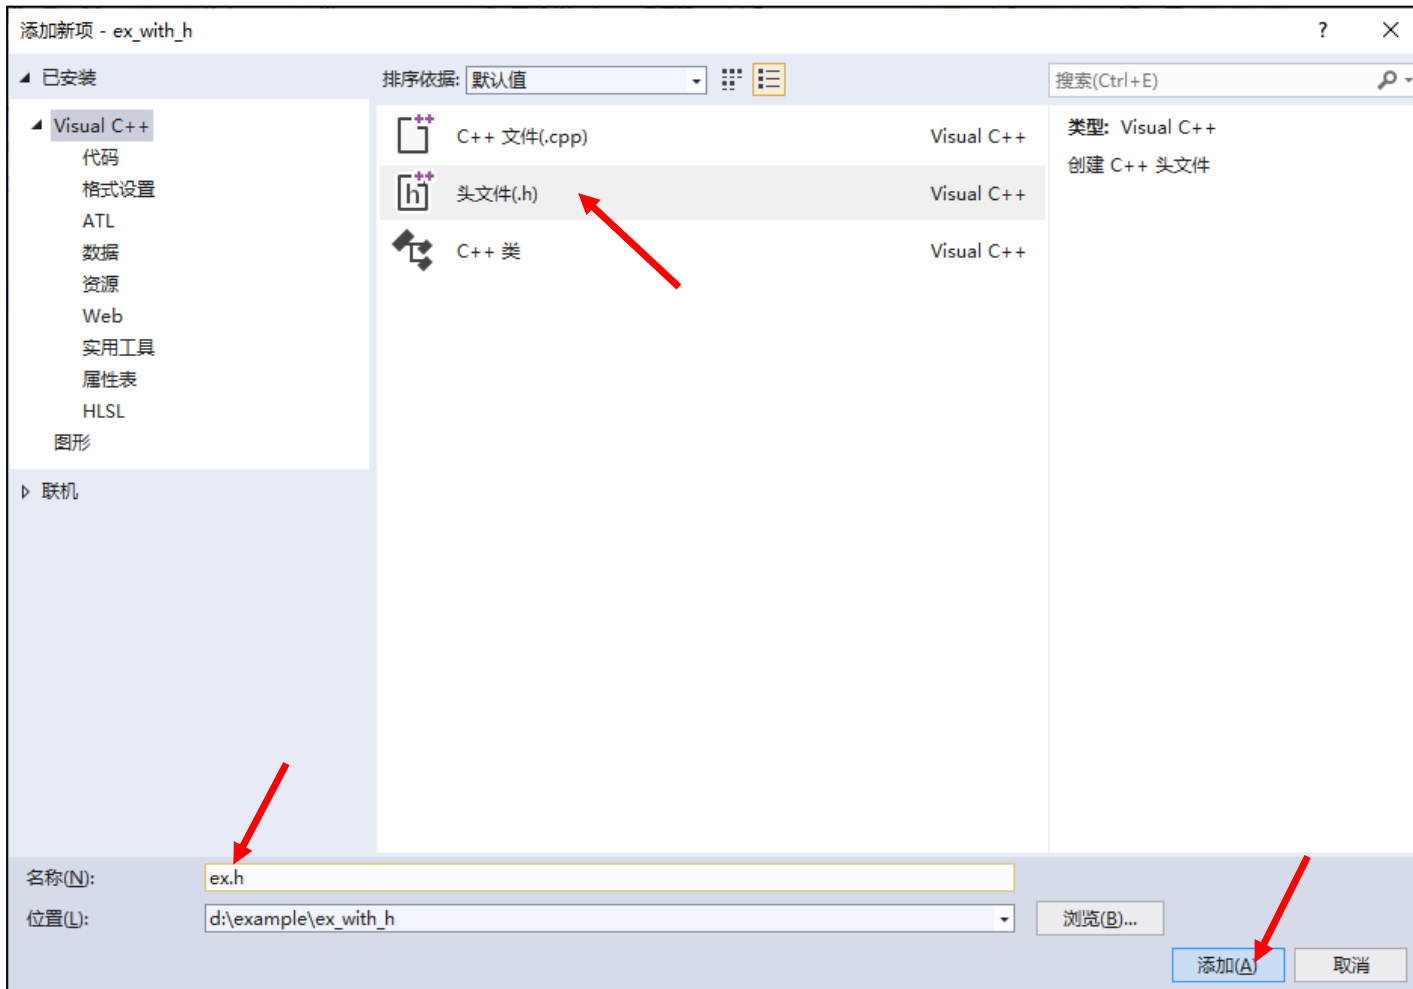 添加新项 - ex_with_h
?
已安装
排序依据: 默认值
搜索(Ctrl+E)
Visual C++
代码
格式设置
ATL
数据
资源
Web
实用工具
属性表
HLSL
图形
联机
C++ 文件(.cpp) Visual C++
头文件(.h) Visual C++
C++ 类 Visual C++
类型: Visual C++
创建 C++ 头文件
名称(N): ex.h
位置(L): d:\example\ex_with_h
浏览(B)...
添加(A) 取消